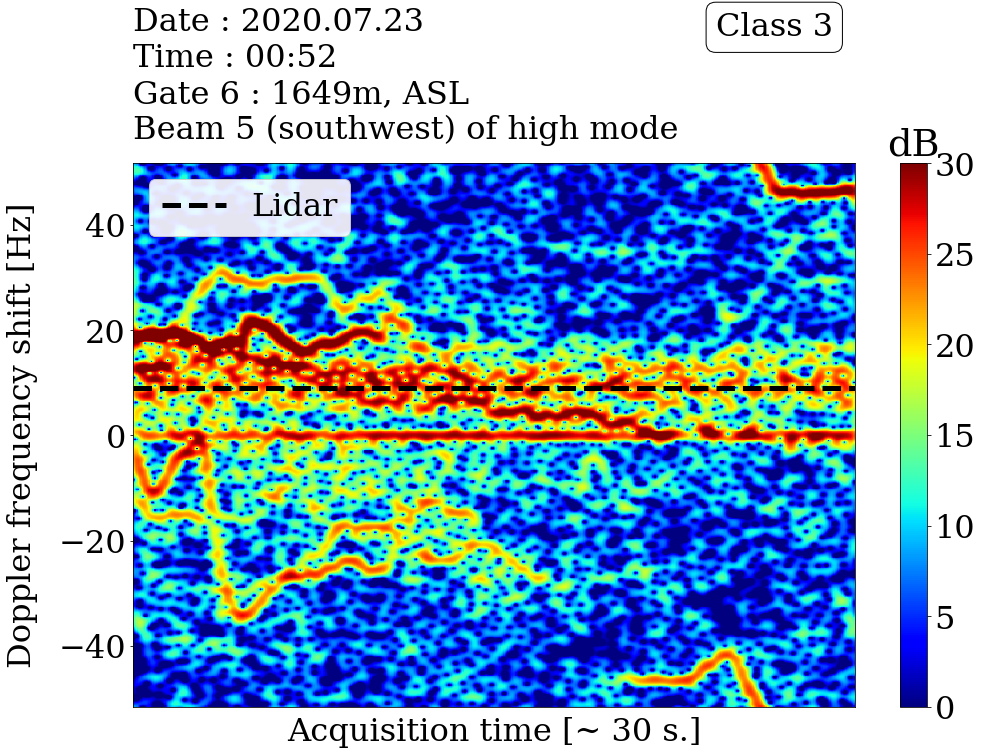 Date : 2020.07.23
Time : 00:52
Gate 6 : 1649m, ASL
Beam 5 (southwest) of high mode
Class 3
dB
Lidar
Doppler frequency shift [Hz]
40
20
0
−20
−40
30
25
20
15
10
5
0
Acquisition time [~ 30 s.]